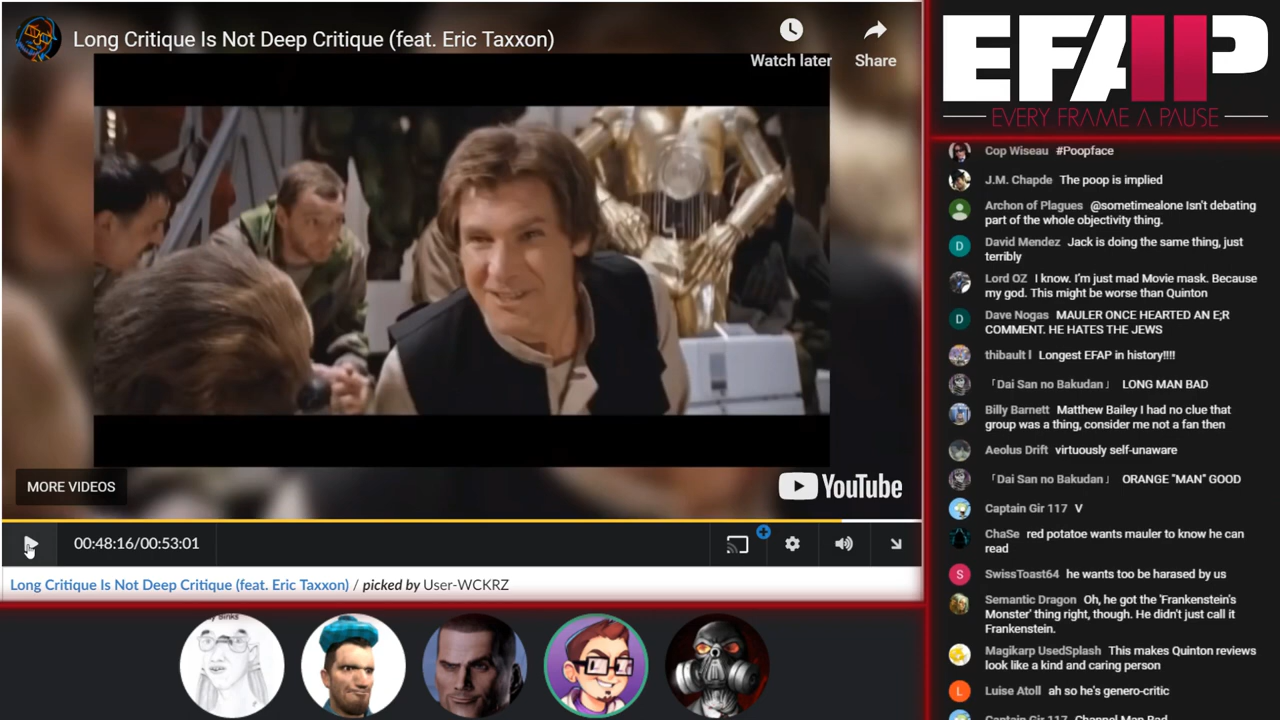 Long Critique Is Not Deep Critique (feat. Eric Taxxon)
Watch later
Share
MORE VIDEOS
YouTube
00:48:16/00:53:01
Long Critique Is Not Deep Critique (feat. Eric Taxxon) / picked by User-WCKRZ
EFAP
EVERY FRAME A PAUSE
Cop Wiseau #Poopface
J.M. Chapde The poop is implied
Archon of Plagues @sometimealone Isn't debating
part of the whole objectivity thing.
David Mendez Jack is doing the same thing, just
terribly
Lord OZ I know. I'm just mad Movie mask. Because
my god. This might be worse than Quinton
Dave Nogas MAULER ONCE HEARTED AN E;R
COMMENT. HE HATES THE JEWS
thibault l Longest EFAP in history!!!!
「Dai San no Bakudan」 LONG MAN BAD
Billy Barnett Matthew Bailey I had no clue that
group was a thing, consider me not a fan then
Aeolus Drift virtuously self-unaware
「Dai San no Bakudan」 ORANGE "MAN" GOOD
Captain Gir 117 V
ChaSe red potatoe wants mauler to know he can
read
SwissToast64 he wants too be harased by us
Semantic Dragon Oh, he got the 'Frankenstein's
Monster' thing right, though. He didn't just call it
Frankenstein.
Magikarp UsedSplash This makes Quinton reviews
look like a kind and caring person
Luise Atoll ah so he's genero-critic
Captain Gir 117 Channel Man Bad